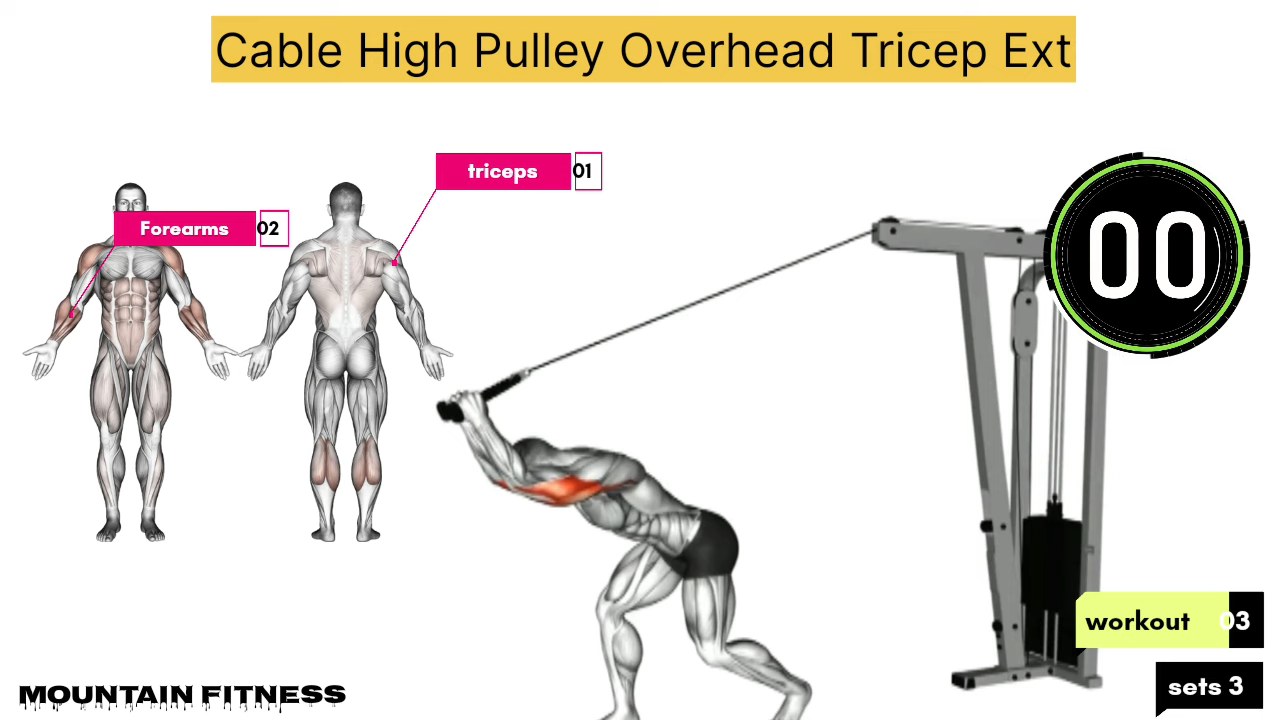 Cable High Pulley Overhead Tricep Ext
triceps 01
Forearms 02
00
workout 03
sets 3
MOUNTAIN FITNESS